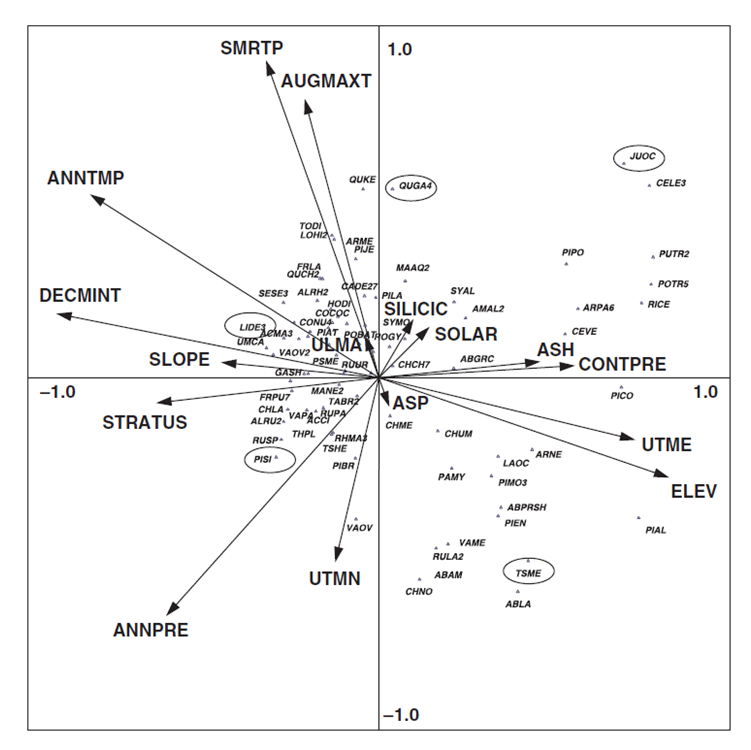 SMRTP
1.0
AUGMAXT
JUOC
ANNTMP
QUKE
QUGA4
CELE3
TODI
LOHI2
ARME
PIJE
PIPO
PUTR2
FRLA
QUCH2
MAAQ2
CADE27
POTR5
DECMINT
SESE3
ALRH2
PILA
SYAL
RICE
HODI
SILICIC
AMAL2
ARPA6
COCOC
LIDE3
CONU4
SYMO
ACMA3
PIAT
POBAT
ROGY
SOLAR
CEVE
UMCA
ULMAT
VAOV2
ASH
SLOPE
PSME
RUUR
CHCH7
ABGRC
CONTPRE
GASH
−1.0
1.0
MANE2
PICO
FRPU7
TABR2
ASP
STRATUS
CHLA
VAPA
RUPA
ALRU2
ACCI
CHME
THPL
RHMA3
CHUM
UTME
RUSP
TSHE
ARNE
PISI
PIBR
LAOC
PAMY
PIMO3
ELEV
ABPRSH
PIEN
PIAL
VAOV
VAME
RULA2
UTMN
ABAM
TSME
CHNO
ABLA
ANNPRE
−1.0